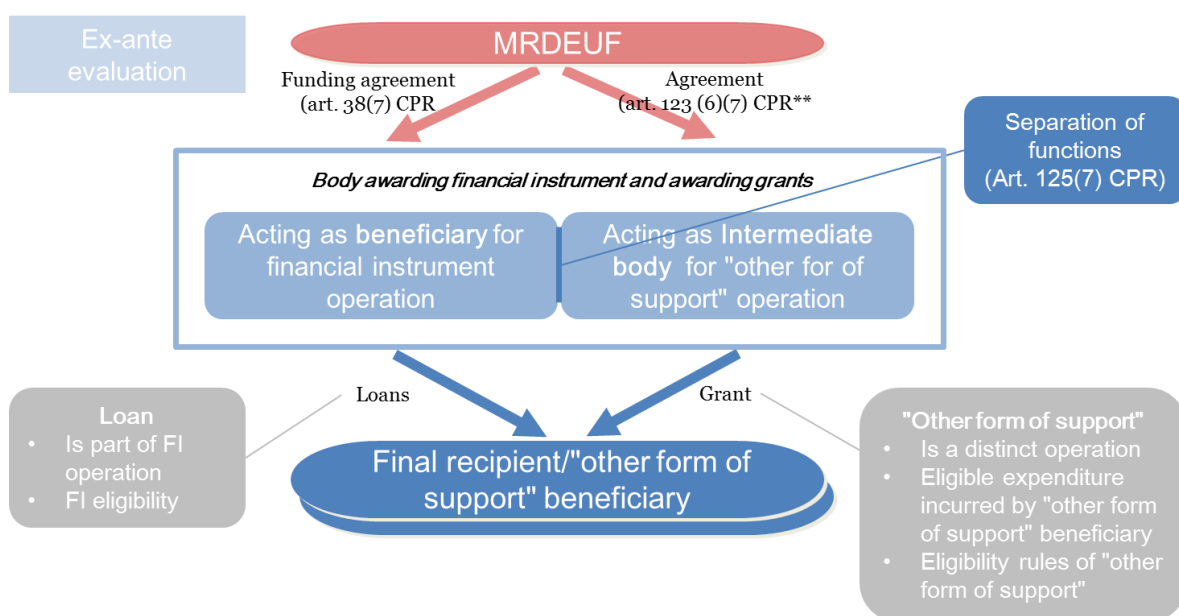 Ex-ante
evaluation
MRDEUF
Funding agreement
(art. 38(7) CPR
Agreement
(art. 123 (6)(7) CPR**
Separation of
functions
(Art. 125(7) CPR)
Body awarding financial instrument and awarding grants
Acting as beneficiary for
financial instrument
operation
Acting as Intermediate
body for "other for of
support" operation
Loans
Grant
Loan
• Is part of FI
operation
• FI eligibility
Final recipient/"other form of
support" beneficiary
"Other form of support"
• Is a distinct operation
• Eligible expenditure
incurred by "other form
of support" beneficiary
• Eligibility rules of "other
form of support"